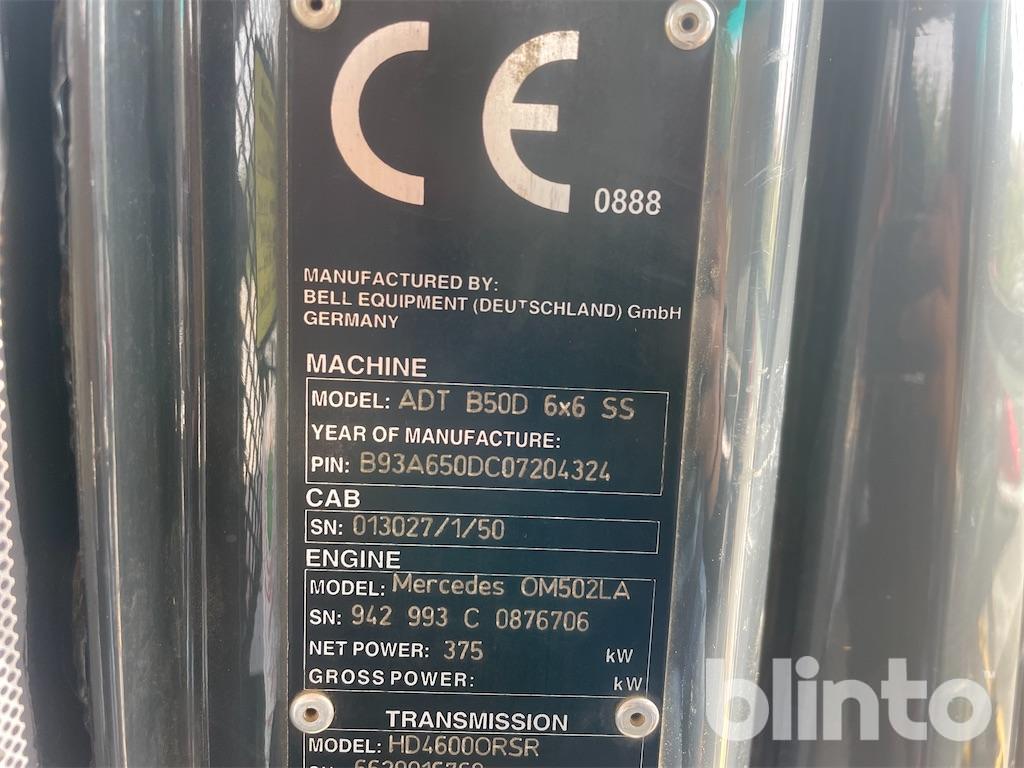 CE
0888
MANUFACTURED BY:
BELL EQUIPMENT (DEUTSCHLAND) GmbH
GERMANY
MACHINE
MODEL: ADT B50D 6x6 SS
YEAR OF MANUFACTURE:
PIN: B93A650DC07204324
CAB
SN: 013027/1/50
ENGINE
MODEL: Mercedes OM502LA
SN: 942 993 C 0876706
NET POWER: 375 kW
GROSS POWER: kW
TRANSMISSION
MODEL: HD4600ORSR
SN:
blinto